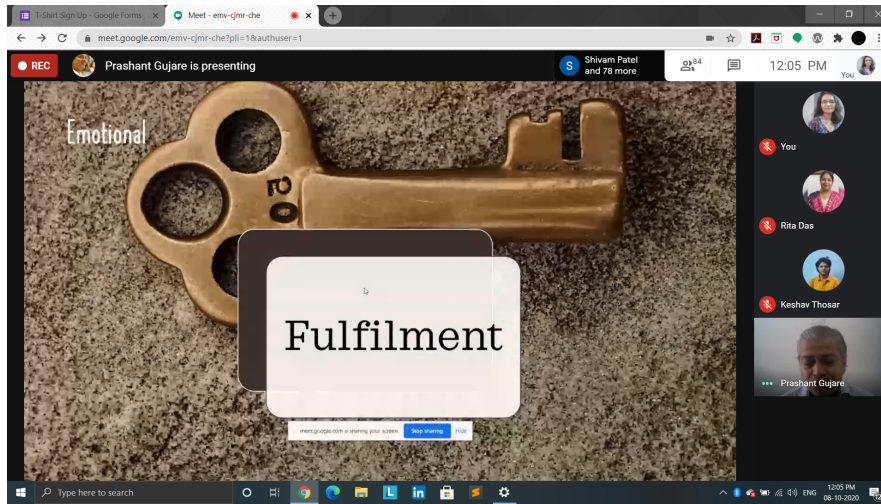 T-Shirt Sign Up - Google Forms
Meet - emv-cjmr-che
meet.google.com/emv-cjmr-che?pli=1&authuser=1
REC
Prashant Gujare is presenting
S
Shivam Patel
and 78 more
84
12:05 PM
You
Emotional
20
You
Rita Das
Keshav Thosar
Fulfilment
Prashant Gujare
meet.google.com is sharing your screen.
Stop sharing
Hide
Type here to search
L
in
S
ENG
12:05 PM
08-10-2020